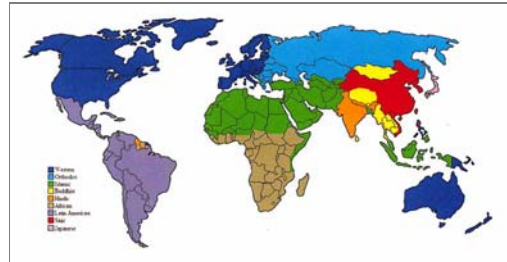 Western
Orthodox
Islamic
Buddhist
Hindu
African
Latin American
Sinic
Japanese